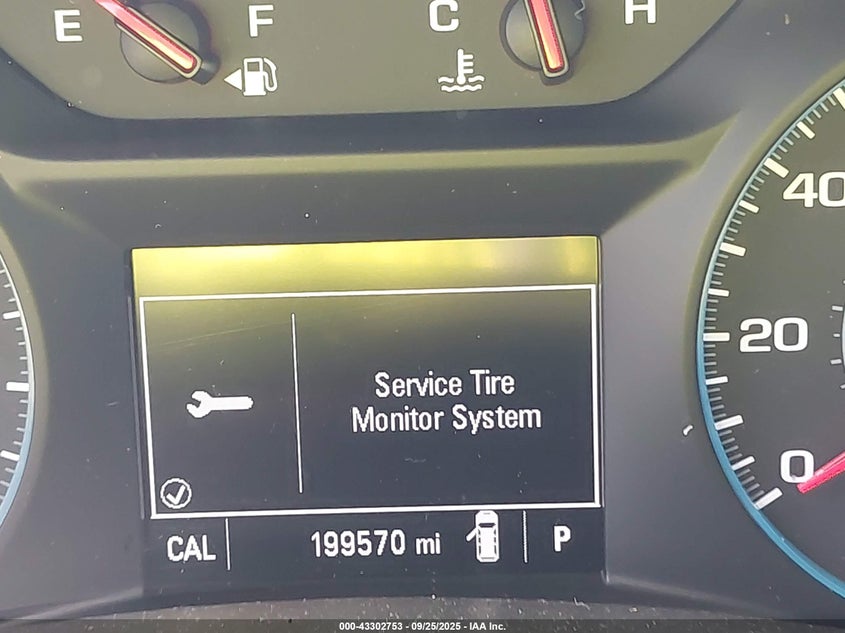 E F C H
40
20
0
Service Tire
Monitor System
CAL 199570 mi P
000-43302753 - 09/25/2025 - IAA Inc.